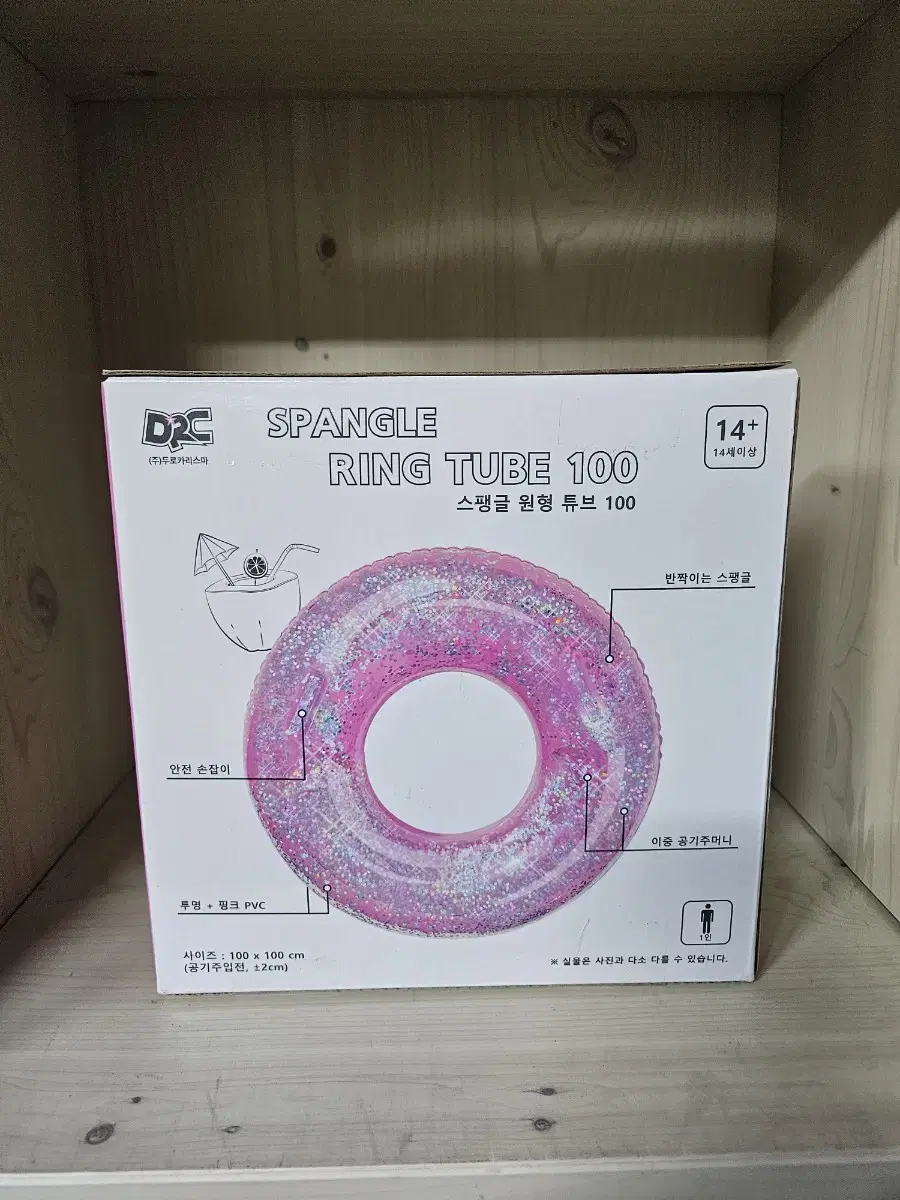 DRC
(주)두로카리스마
SPANGLE
RING TUBE 100
스팽글 원형 튜브 100
14+
14세이상
반짝이는 스팽글
안전 손잡이
이중 공기주머니
투명 + 핑크 PVC
1인
사이즈 : 100 x 100 cm
(공기주입전, ±2cm)
※ 실물은 사진과 다소 다를 수 있습니다.